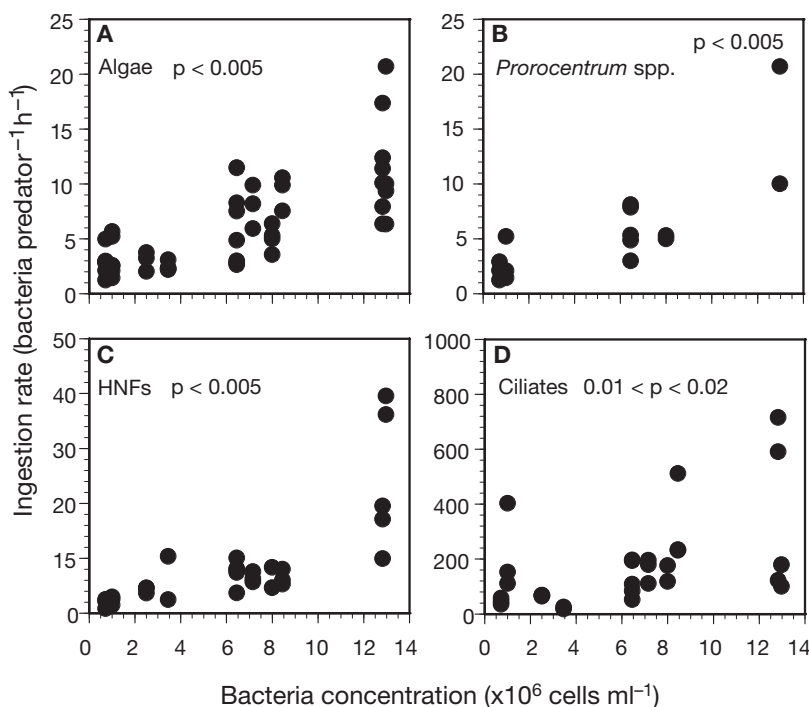 Ingestion rate (bacteria predator⁻¹h⁻¹)
A
Algae p < 0.005
25
20
15
10
5
0
B
p < 0.005
Prorocentrum spp.
25
20
15
10
5
0
C
HNFs p < 0.005
50
40
30
20
15
0
0 2 4 6 8 10 12 14
D
Ciliates 0.01 < p < 0.02
1000
800
600
400
200
0
0 2 4 6 8 10 12 14
Bacteria concentration (x10⁶ cells ml⁻¹)